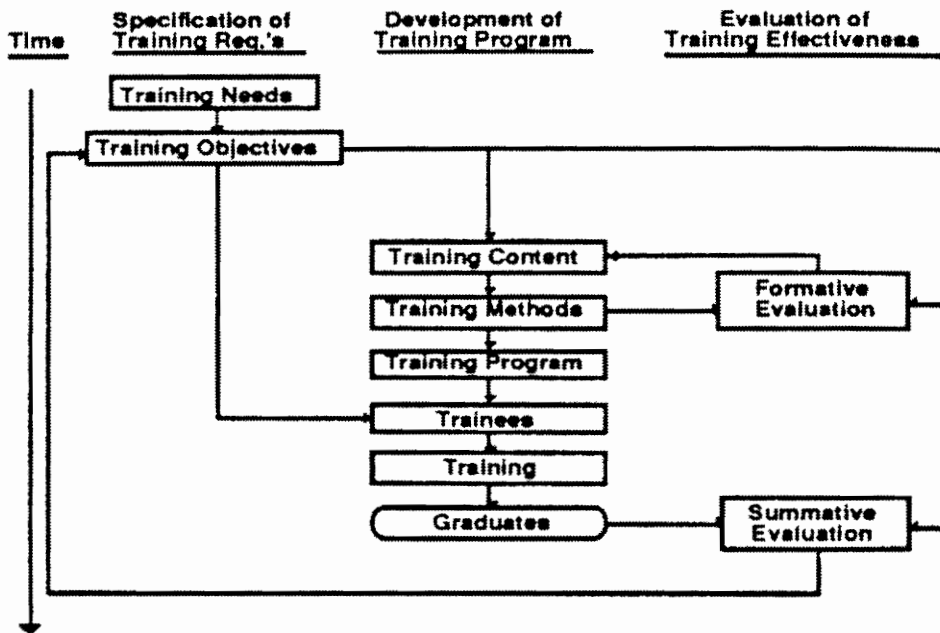 Time
Specification of
Training Req.'s
Development of
Training Program
Evaluation of
Training Effectiveness
Training Needs
Training Objectives
Training Content
Training Methods
Formative
Evaluation
Training Program
Trainees
Training
Graduates
Summative
Evaluation